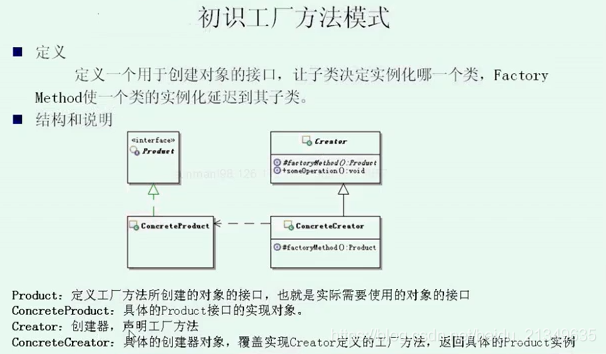 初识工厂方法模式
定义
定义一个用于创建对象的接口，让子类决定实例化哪一个类，Factory
Method使一个类的实例化延迟到其子类。
结构和说明
«interface»
Product
Creator
#factoryMethod():Product
+someOperation():void
ConcreteProduct
ConcreteCreator
#factoryMethod():Product
Product：定义工厂方法所创建的对象的接口，也就是实际需要使用的对象的接口
ConcreteProduct：具体的Product接口的实现对象。
Creator：创建器，声明工厂方法
ConcreteCreator：具体的创建器对象，覆盖实现Creator定义的工厂方法，返回具体的Product实例